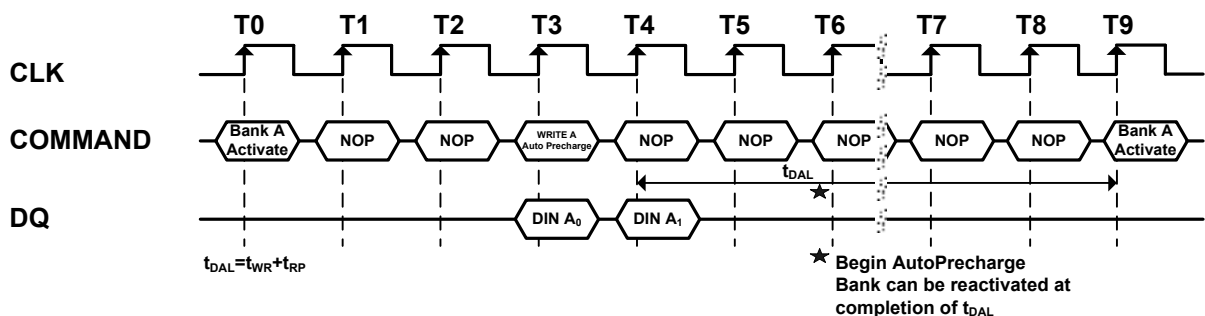 T0 T1 T2 T3 T4 T5 T6 T7 T8 T9
CLK
COMMAND
Bank A Activate NOP NOP WRITE A Auto Precharge NOP NOP NOP NOP NOP Bank A Activate
tDAL
DQ
DIN A0 DIN A1
tDAL=tWR+tRP
★ Begin AutoPrecharge
Bank can be reactivated at
completion of tDAL